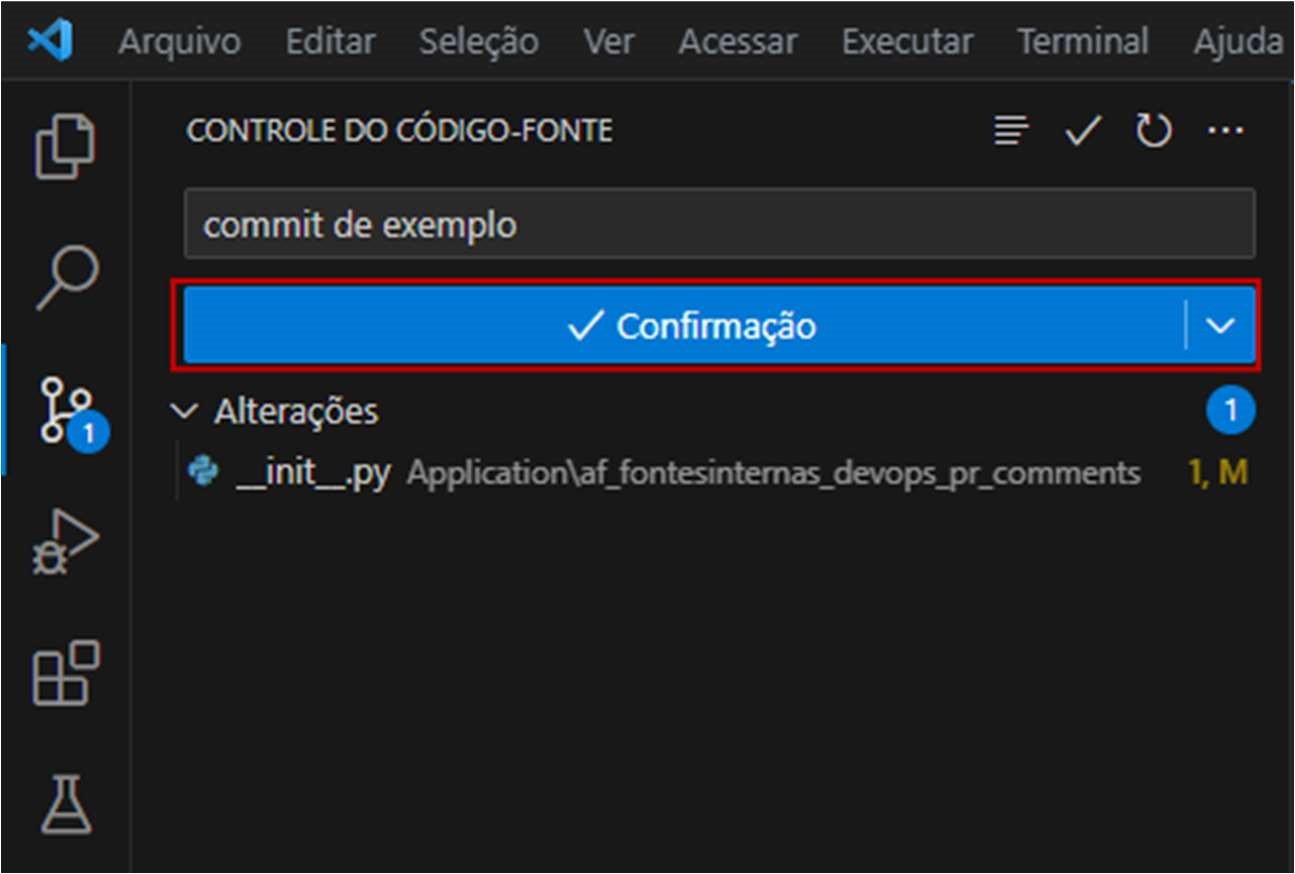 Arquivo Editar Seleção Ver Acessar Executar Terminal Ajuda
CONTROLE DO CÓDIGO-FONTE
commit de exemplo
Confirmação
Alterações 1
1
__init__.py Application\af_fontesinternas_devops_pr_comments 1, M